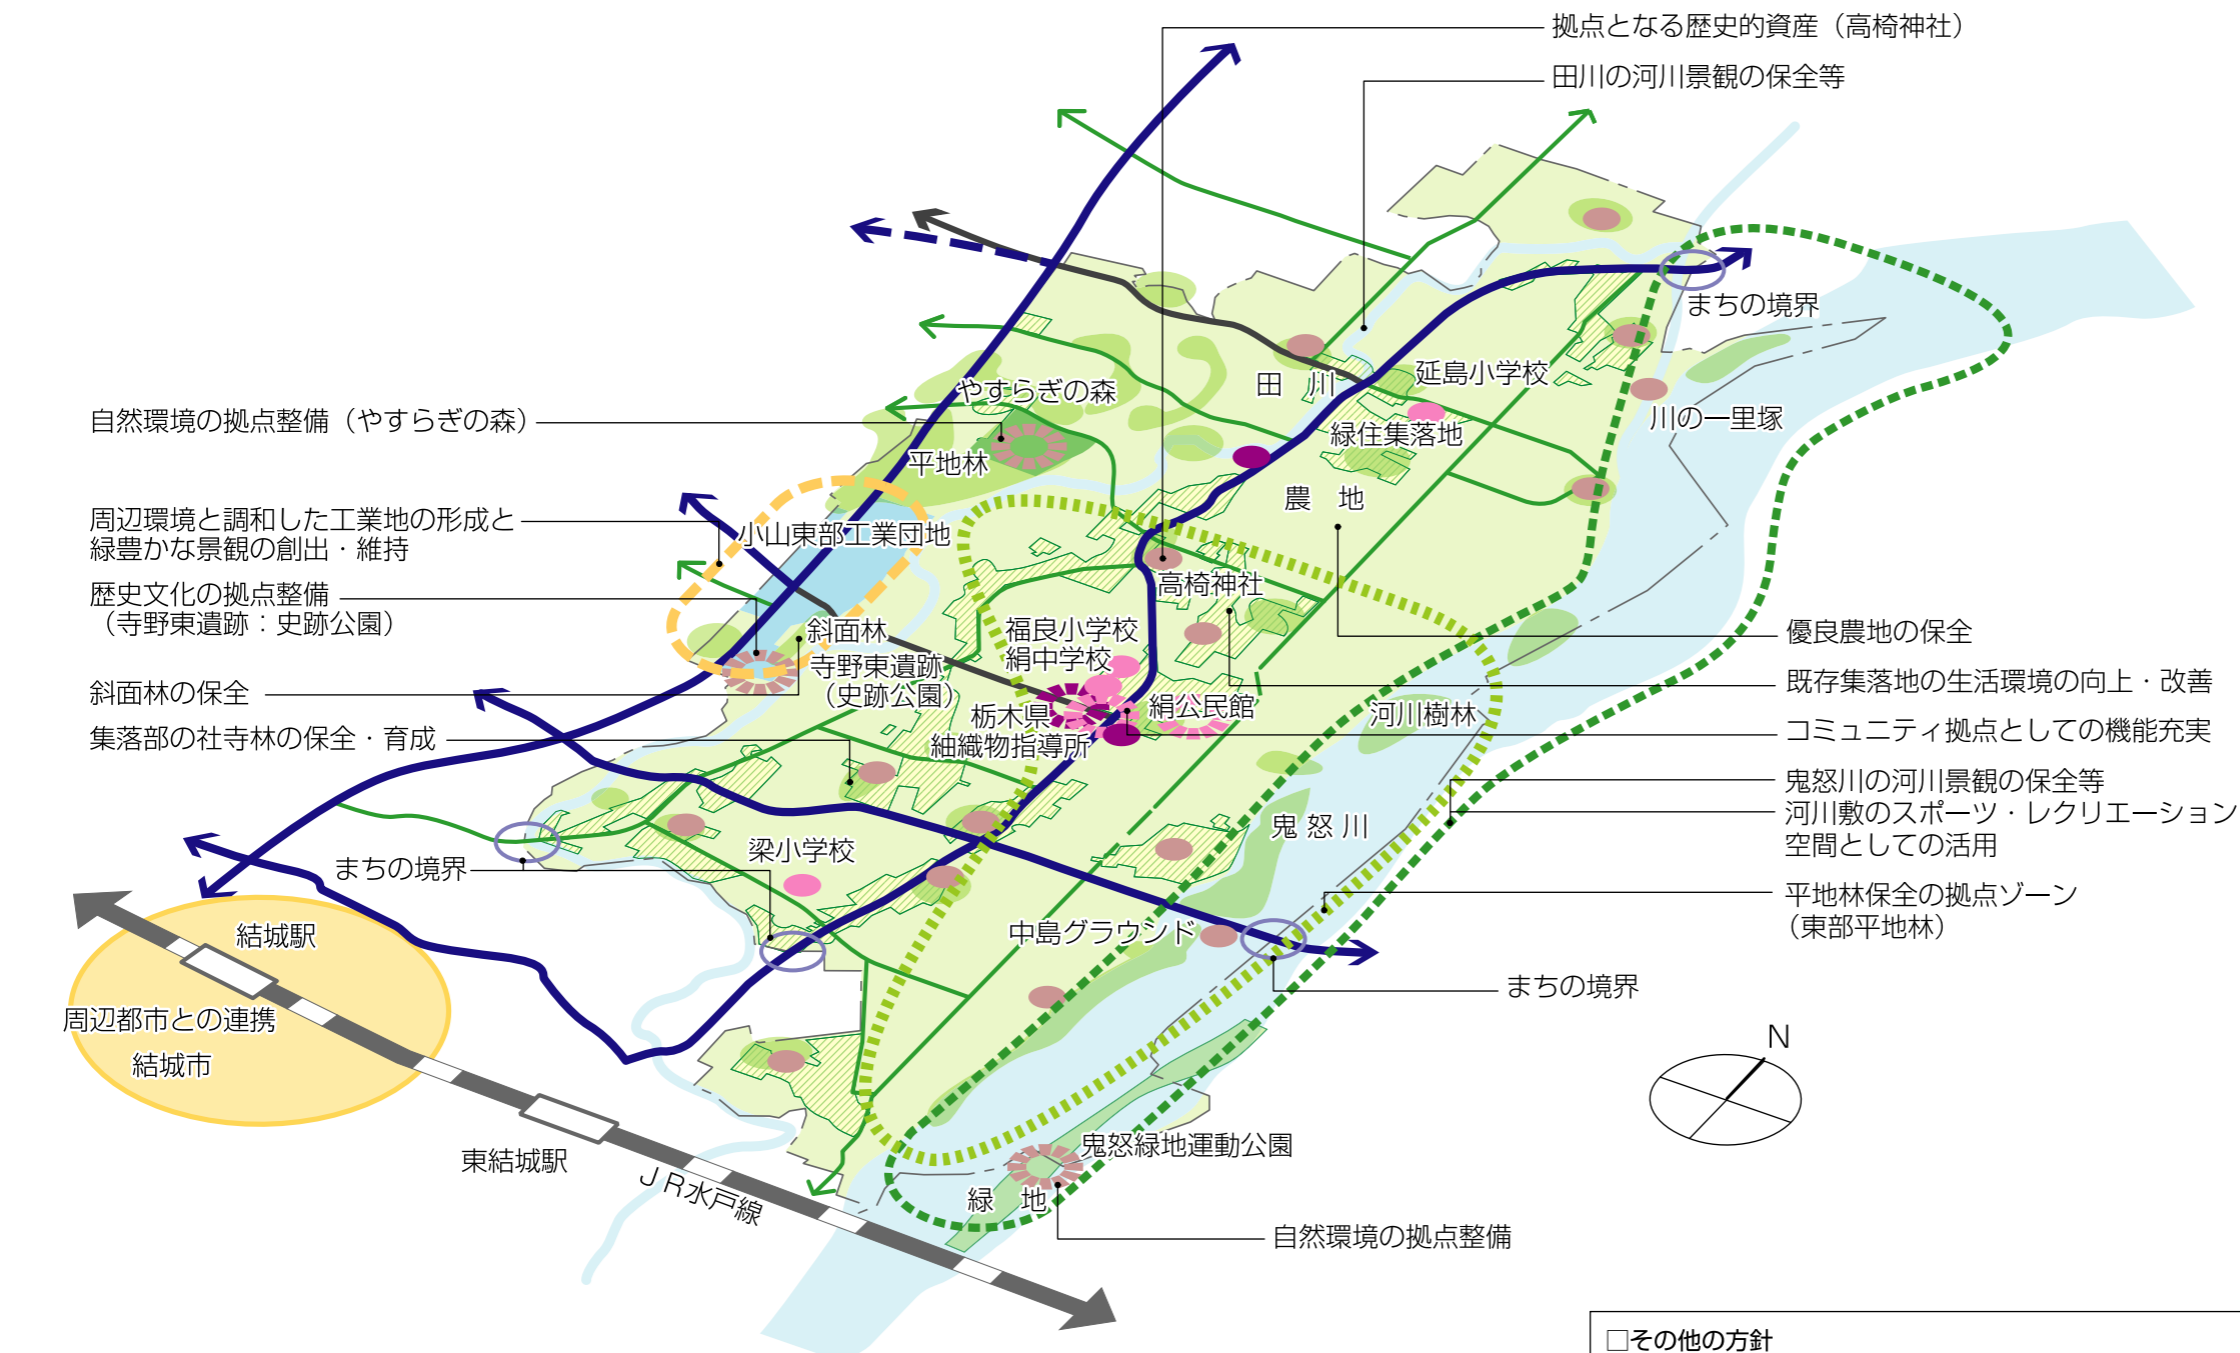 拠点となる歴史的資産（高椅神社）
田川の河川景観の保全等
まちの境界
やすらぎの森
田　川
延島小学校
川の一里塚
自然環境の拠点整備（やすらぎの森）
緑住集落地
平地林
農　地
周辺環境と調和した工業地の形成と
緑豊かな景観の創出・維持
小山東部工業団地
歴史文化の拠点整備
（寺野東遺跡：史跡公園）
高椅神社
斜面林
福良小学校
絹中学校
優良農地の保全
寺野東遺跡
（史跡公園）
斜面林の保全
既存集落地の生活環境の向上・改善
栃木県
紬織物指導所
絹公民館
河川樹林
コミュニティ拠点としての機能充実
集落部の社寺林の保全・育成
鬼怒川の河川景観の保全等
河川敷のスポーツ・レクリエーション
空間としての活用
鬼 怒 川
梁小学校
まちの境界
平地林保全の拠点ゾーン
（東部平地林）
中島グラウンド
結城駅
まちの境界
周辺都市との連携
結城市
N
東結城駅
ＪＲ水戸線
鬼怒緑地運動公園
緑　地
自然環境の拠点整備
□その他の方針